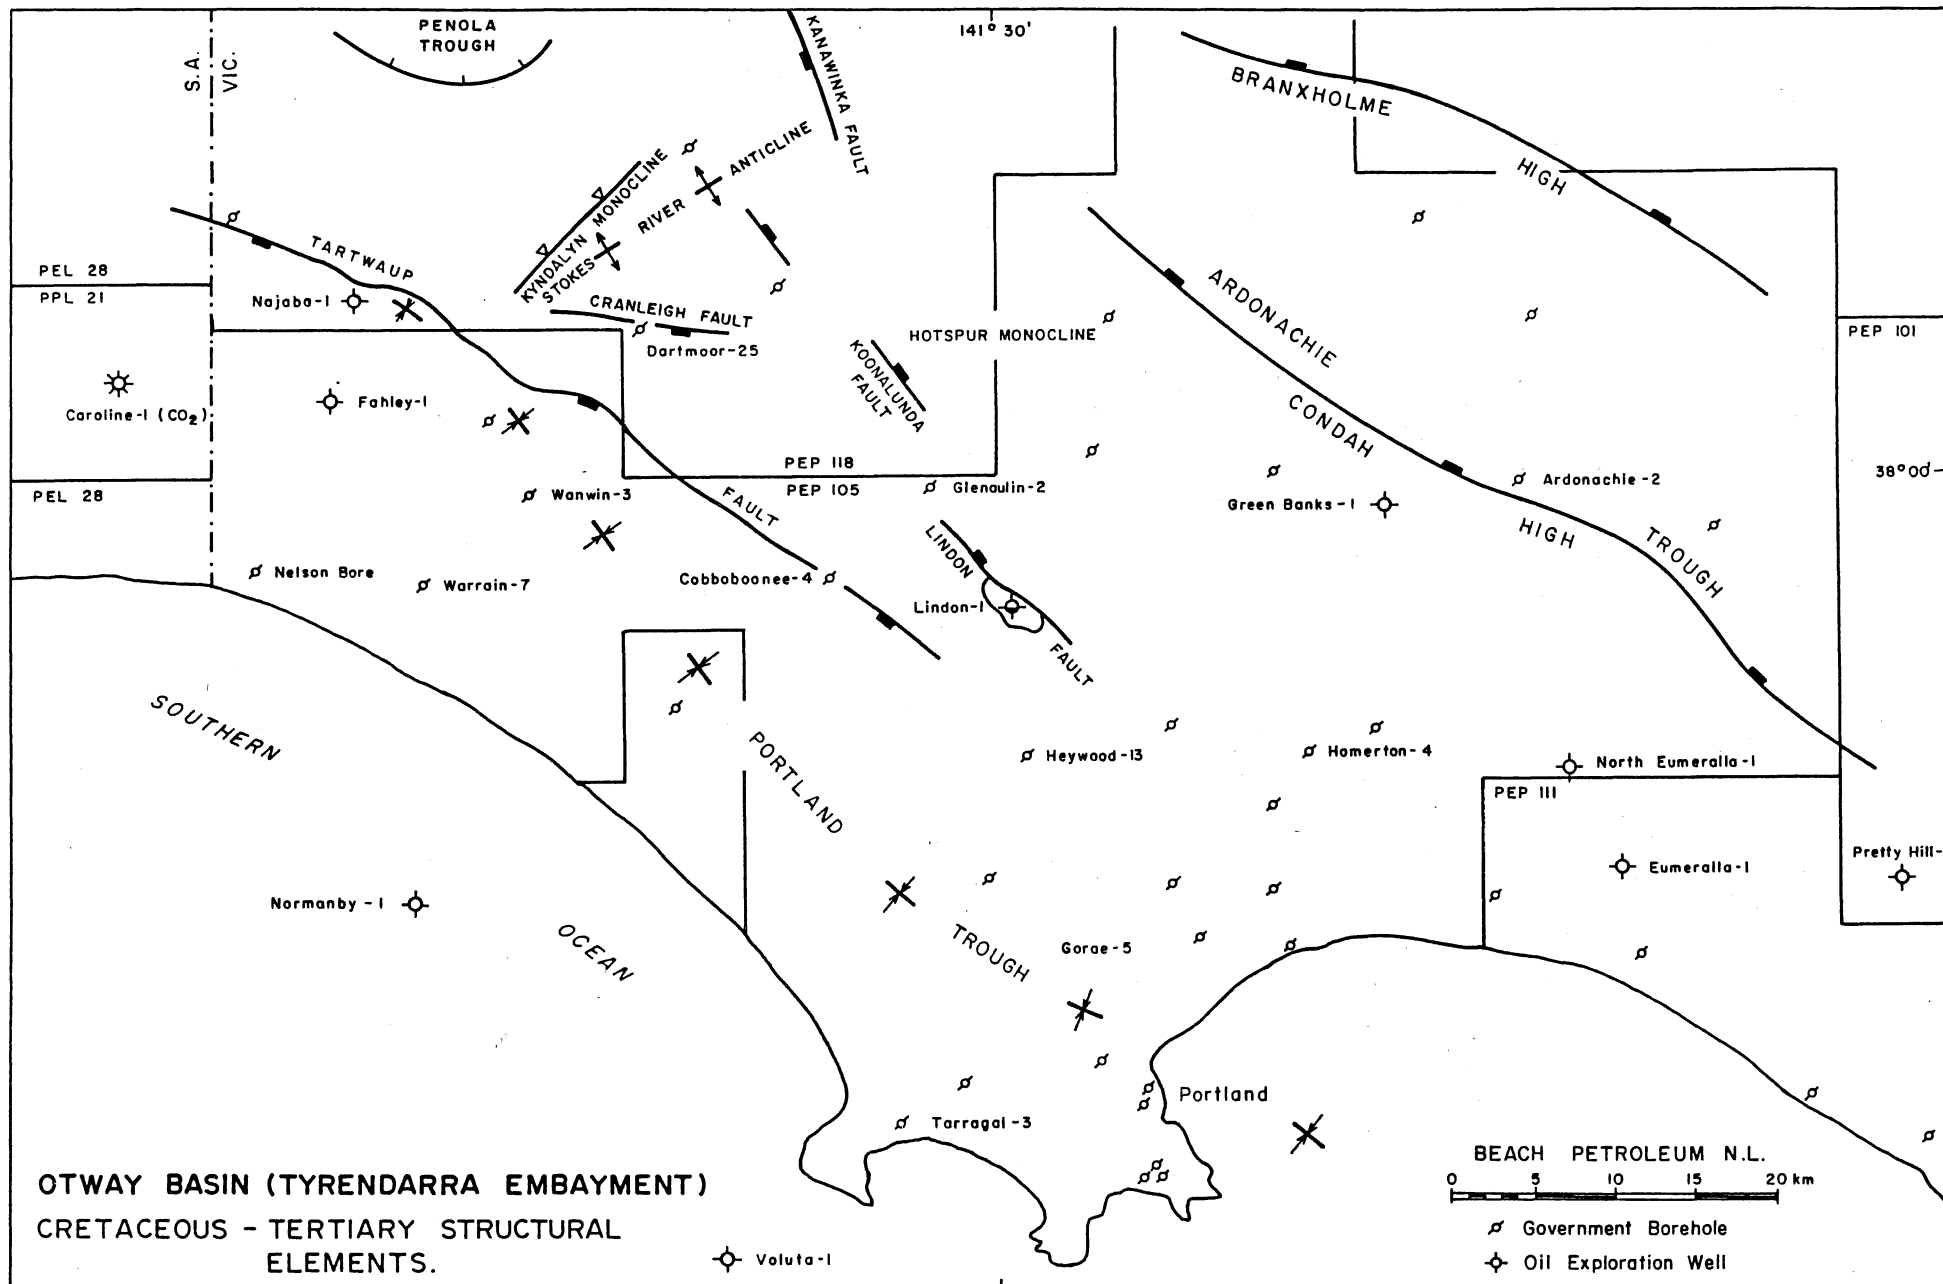 PENOLA
TROUGH
S.A.
VIC.
KANAWINKA FAULT
141° 30'
BRANXHOLME
HIGH
KYNDALYN MONOCLINE
STOKES
RIVER
ANTICLINE
TARTWAUP
FAULT
PEL 28
PPL 21
Najaba-1
CRANLEIGH FAULT
Dartmoor-25
HOTSPUR MONOCLINE
KOONALUNDA
FAULT
ARDONACHIE
CONDAH
HIGH
TROUGH
PEP 101
Caroline-1 (CO2)
Fahley-1
PEP 118
PEP 105
PEL 28
Wanwin-3
Glenaulin-2
Green Banks-1
Ardonachie-2
38°00'
LINDON
FAULT
Nelson Bore
Warrain-7
Cobboboonee-4
Lindon-1
SOUTHERN
OCEAN
PORTLAND
TROUGH
Heywood-13
Homerton-4
North Eumeralla-1
PEP 111
Eumeralla-1
Pretty Hill-
Normanby-1
Gorae-5
Portland
Tarragal-3
Voluta-1
OTWAY BASIN (TYRENDARRA EMBAYMENT)
CRETACEOUS - TERTIARY STRUCTURAL
ELEMENTS.
BEACH PETROLEUM N.L.
0 5 10 15 20 km
Government Borehole
Oil Exploration Well